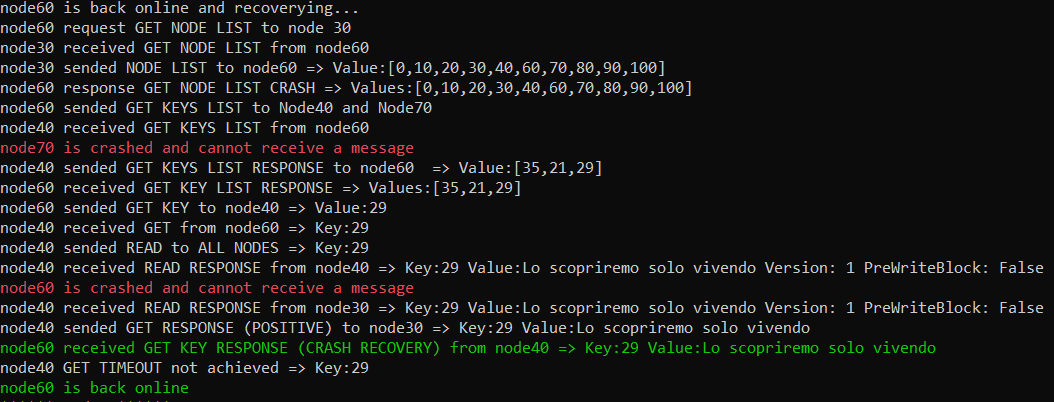 node60 is back online and recoverying...
node60 request GET NODE LIST to node 30
node30 received GET NODE LIST from node60
node30 sended NODE LIST to node60 => Value:[0,10,20,30,40,60,70,80,90,100]
node60 response GET NODE LIST CRASH => Values:[0,10,20,30,40,60,70,80,90,100]
node60 sended GET KEYS LIST to Node40 and Node70
node40 received GET KEYS LIST from node60
node70 is crashed and cannot receive a message
node40 sended GET KEYS LIST RESPONSE to node60  => Value:[35,21,29]
node60 received GET KEY LIST RESPONSE => Values:[35,21,29]
node60 sended GET KEY to node40 => Value:29
node40 received GET from node60 => Key:29
node40 sended READ to ALL NODES => Key:29
node40 received READ RESPONSE from node40 => Key:29 Value:Lo scopriremo solo vivendo Version: 1 PreWriteBlock: False
node60 is crashed and cannot receive a message
node40 received READ RESPONSE from node30 => Key:29 Value:Lo scopriremo solo vivendo Version: 1 PreWriteBlock: False
node40 sended GET RESPONSE (POSITIVE) to node30 => Key:29 Value:Lo scopriremo solo vivendo
node60 received GET KEY RESPONSE (CRASH RECOVERY) from node40 => Key:29 Value:Lo scopriremo solo vivendo
node40 GET TIMEOUT not achieved => Key:29
node60 is back online